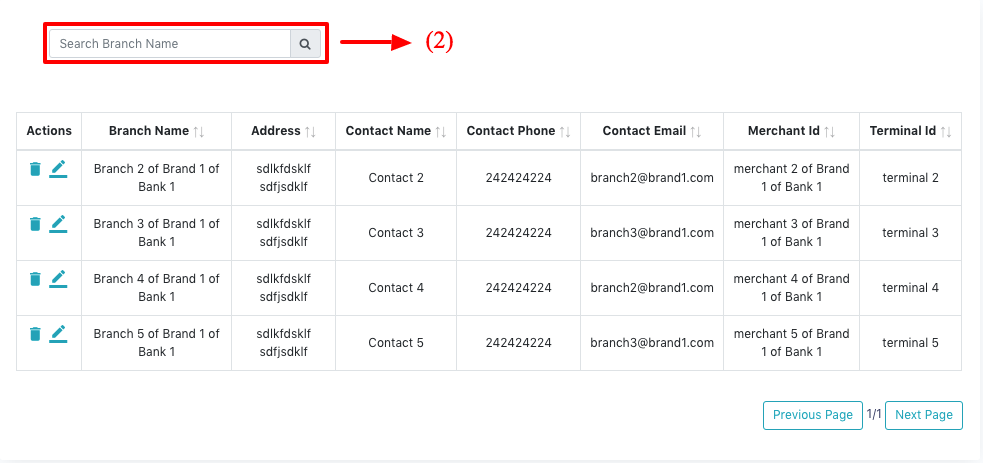 Search Branch Name
(2)
Actions Branch Name Address Contact Name Contact Phone Contact Email Merchant Id Terminal Id
Branch 2 of Brand 1 of Bank 1 sdlkfdsklf sdfjsdklf Contact 2 242424224 branch2@brand1.com merchant 2 of Brand 1 of Bank 1 terminal 2
Branch 3 of Brand 1 of Bank 1 sdlkfdsklf sdfjsdklf Contact 3 242424224 branch3@brand1.com merchant 3 of Brand 1 of Bank 1 terminal 3
Branch 4 of Brand 1 of Bank 1 sdlkfdsklf sdfjsdklf Contact 4 242424224 branch2@brand1.com merchant 4 of Brand 1 of Bank 1 terminal 4
Branch 5 of Brand 1 of Bank 1 sdlkfdsklf sdfjsdklf Contact 5 242424224 branch3@brand1.com merchant 5 of Brand 1 of Bank 1 terminal 5
Previous Page 1/1 Next Page